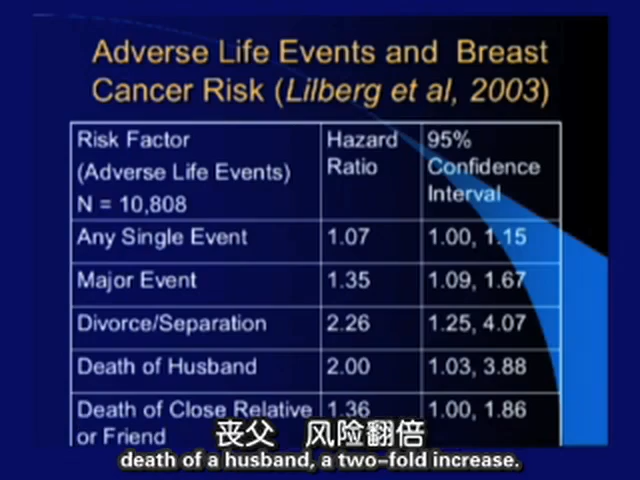 Adverse Life Events and Breast
Cancer Risk (Lilberg et al, 2003)
Risk Factor
(Adverse Life Events)
N = 10,808
Hazard
Ratio
95%
Confidence
Interval
Any Single Event 1.07 1.00, 1.15
Major Event 1.35 1.09, 1.67
Divorce/Separation 2.26 1.25, 4.07
Death of Husband 2.00 1.03, 3.88
Death of Close Relative 1.36 1.00, 1.86
or Friend
丧父 风险翻倍
death of a husband, a two-fold increase.